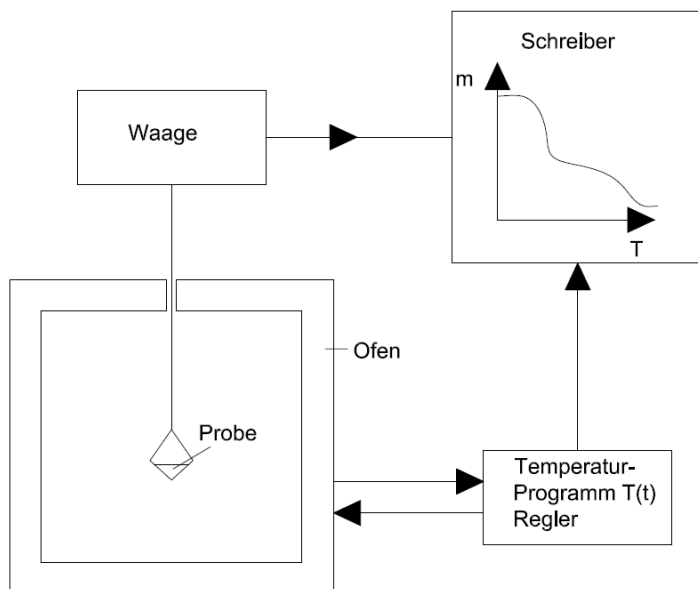 Schreiber
m
T
Waage
Ofen
Probe
Temperatur-
Programm T(t)
Regler